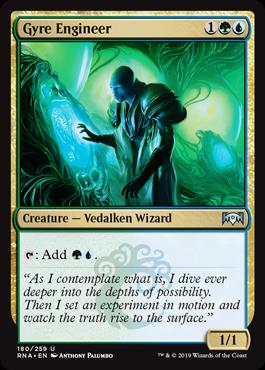 Gyre Engineer 1
Creature — Vedalken Wizard
: Add .
“As I contemplate what is, I dive ever
deeper into the depths of possibility.
Then I set an experiment in motion and
watch the truth rise to the surface.”
1/1
180/259 U
RNA • EN ANTHONY PALUMBO
™ & © 2019 Wizards of the Coast